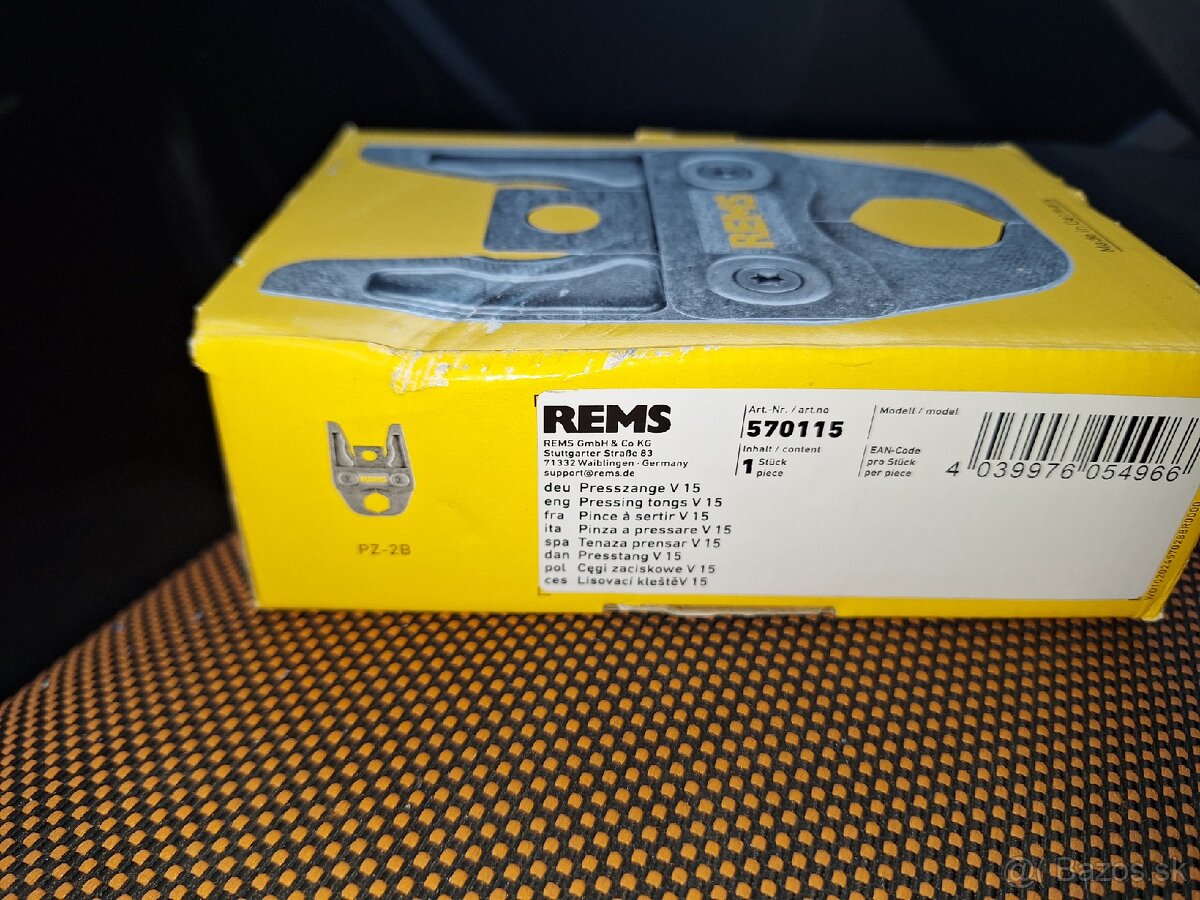 REMS
Made in Germany
REMS
REMS GmbH & Co KG
Stuttgarter Straße 83
71332 Waiblingen · Germany
support@rems.de
Art.-Nr. / art.no
570115
Inhalt / content
1 Stück
piece
Modell / model
EAN-Code
pro Stück
per piece
4 039976 054966
deu Presszange V 15
eng Pressing tongs V 15
fra Pince à sertir V 15
ita Pinza a pressare V 15
spa Tenaza prensar V 15
dan Presstang V 15
pol Cęgi zaciskowe V 15
ces Lisovací kleštěV 15
PZ-2B
@ Bazos.sk